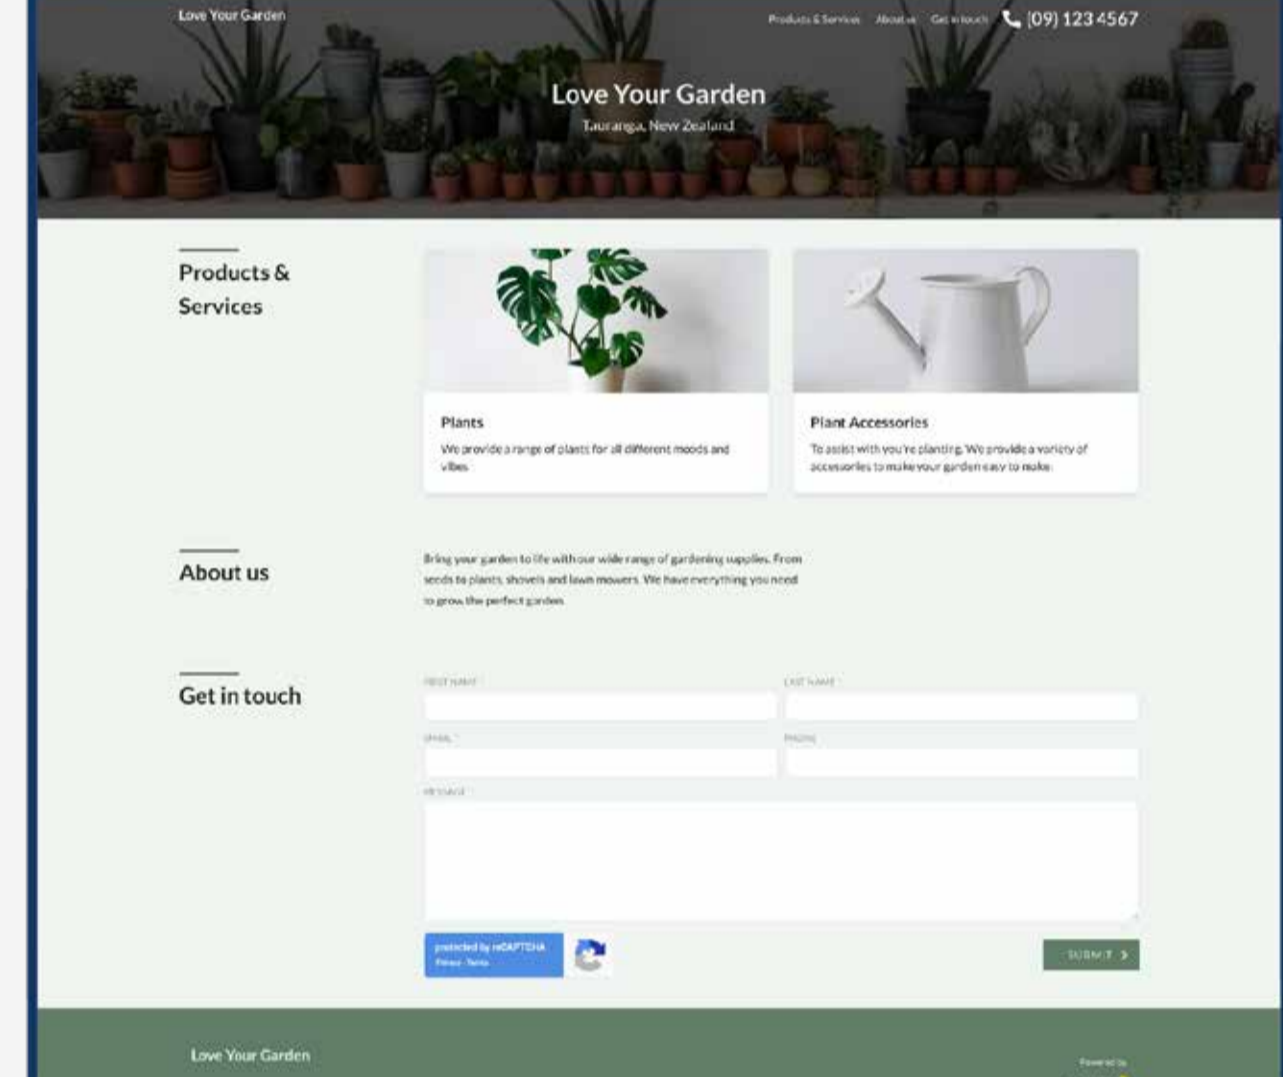 Love Your Garden
Products & Services About us Get in touch (09) 123 4567
Love Your Garden
Tauranga, New Zealand
Products &
Services
Plants
We provide a range of plants for all different moods and
vibes
Plant Accessories
To assist with you're planting. We provide a variety of
accessories to make your garden easy to make.
About us
Bring your garden to life with our wide range of gardening supplies. From
seeds to plants, shovels and lawn mowers. We have everything you need
to grow the perfect garden.
Get in touch
FIRST NAME *
LAST NAME *
EMAIL *
PHONE
MESSAGE *
protected by reCAPTCHA
Privacy - Terms
SUBMIT
Love Your Garden
Powered by